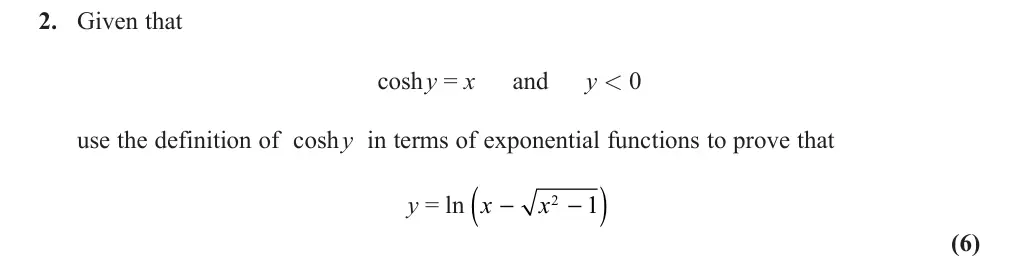 2. Given that
cosh y = x and y < 0
use the definition of cosh y in terms of exponential functions to prove that
y = ln (x − √(x² − 1))
(6)